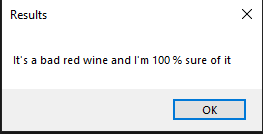 Results
It's a bad red wine and I'm 100 % sure of it
OK